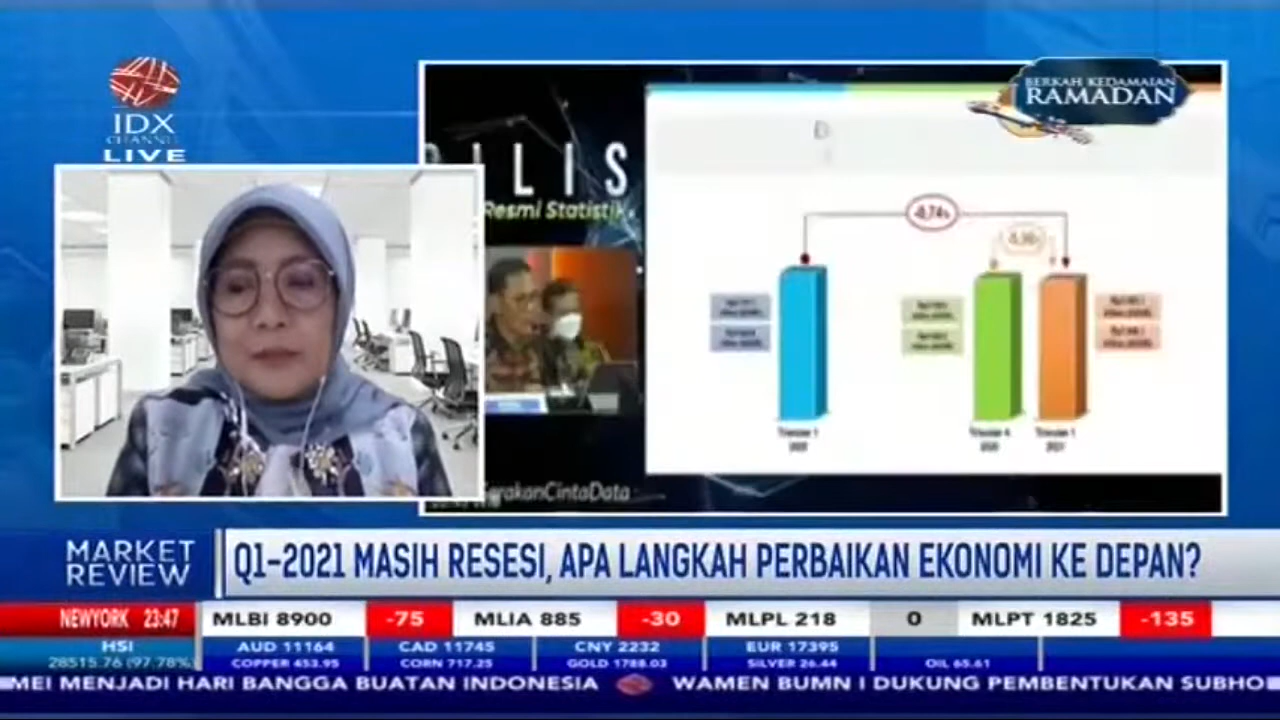 IDX
CHANNEL
LIVE
BERKAH KEDAMAIAN
RAMADAN
RILIS
Resmi Statistik
-0,74%
Triwulan 1
Triwulan 4
Triwulan 1
2021
GerakanCintaData
MARKET
REVIEW
Q1-2021 MASIH RESESI, APA LANGKAH PERBAIKAN EKONOMI KE DEPAN?
NEWYORK 23:47
MLBI 8900 -75 MLIA 885 -30 MLPL 218 0 MLPT 1825 -135
HSI
28515.76 (97.78%)
AUD 11164 CAD 11745 CNY 2232 EUR 17395
COPPER 453.95 CORN 717.25 GOLD 1788.03 SILVER 26.44 OIL 65.61
MEI MENJADI HARI BANGGA BUATAN INDONESIA WAMEN BUMN I DUKUNG PEMBENTUKAN SUBHO